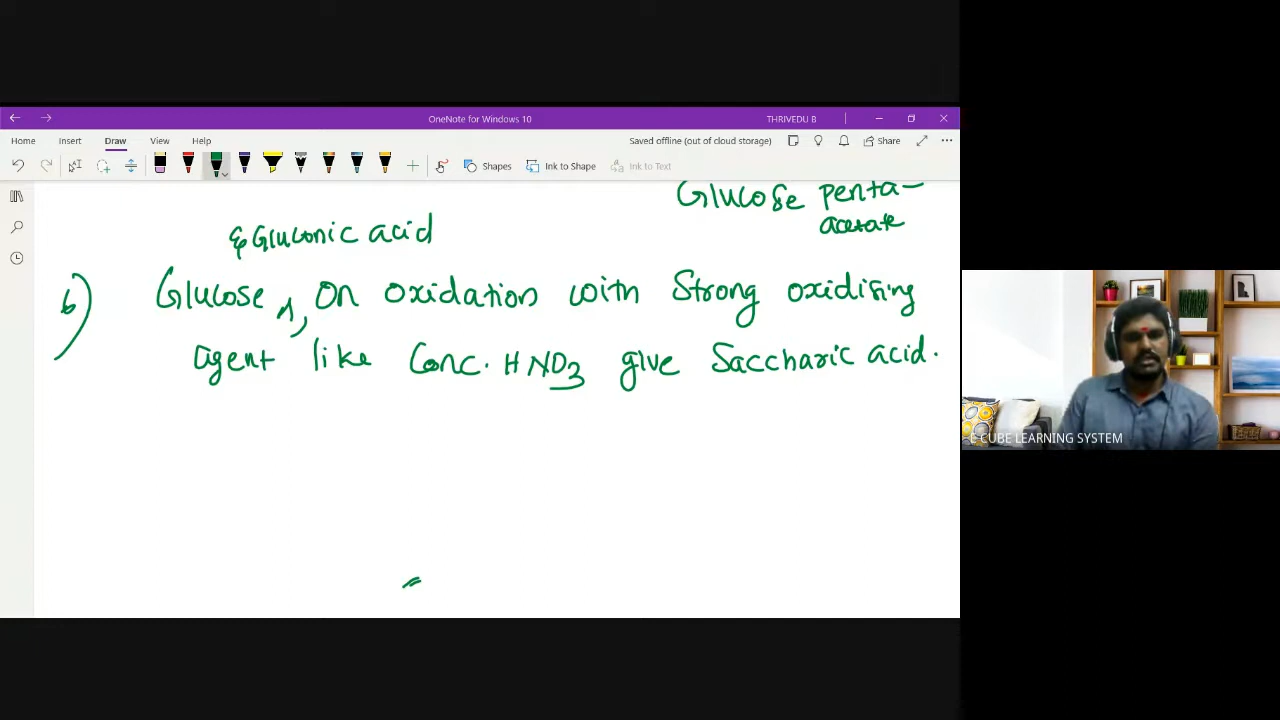 OneNote for Windows 10
THRIVEDU B
Home Insert Draw View Help
Saved offline (out of cloud storage)
Share
Shapes
Ink to Shape
Ink to Text
Glucose penta-
acetate
& Gluconic acid
6) Glucose ^, On oxidation with Strong oxidising
agent like Conc. HNO3 give Saccharic acid.
E CUBE LEARNING SYSTEM